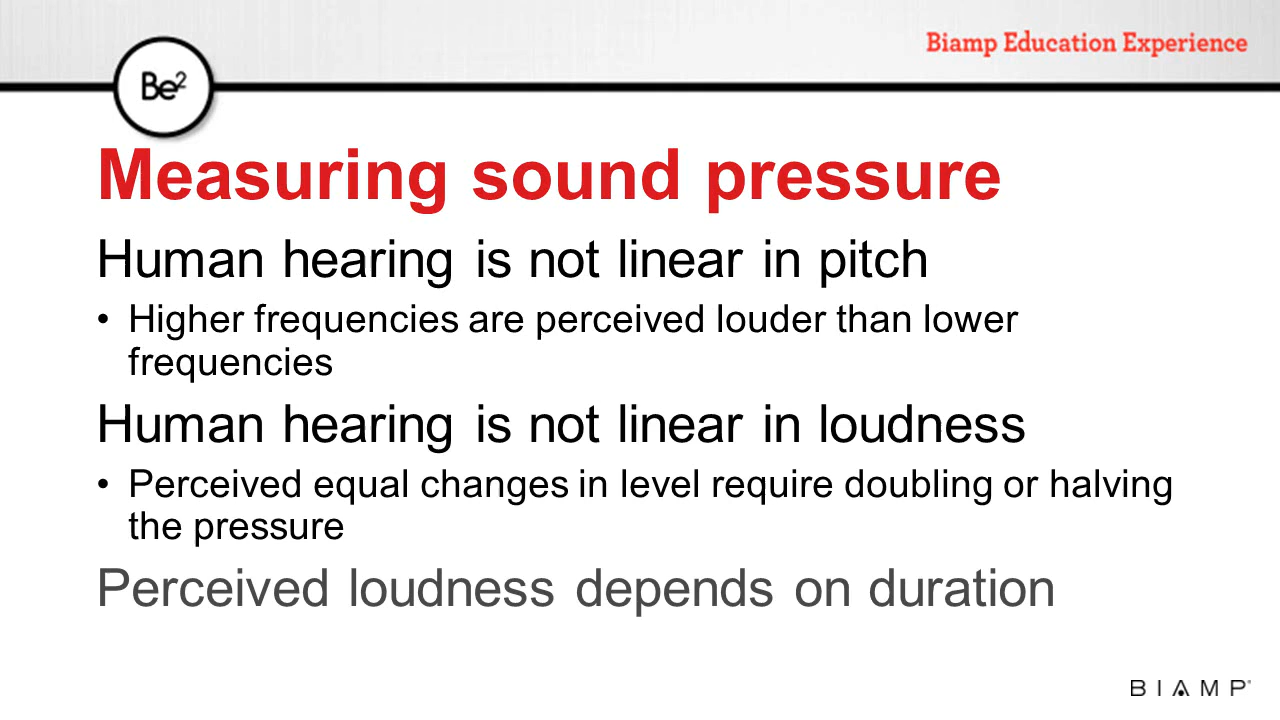 Biamp Education Experience
Be²
Measuring sound pressure
Human hearing is not linear in pitch
• Higher frequencies are perceived louder than lower
frequencies
Human hearing is not linear in loudness
• Perceived equal changes in level require doubling or halving
the pressure
Perceived loudness depends on duration
BIAMP